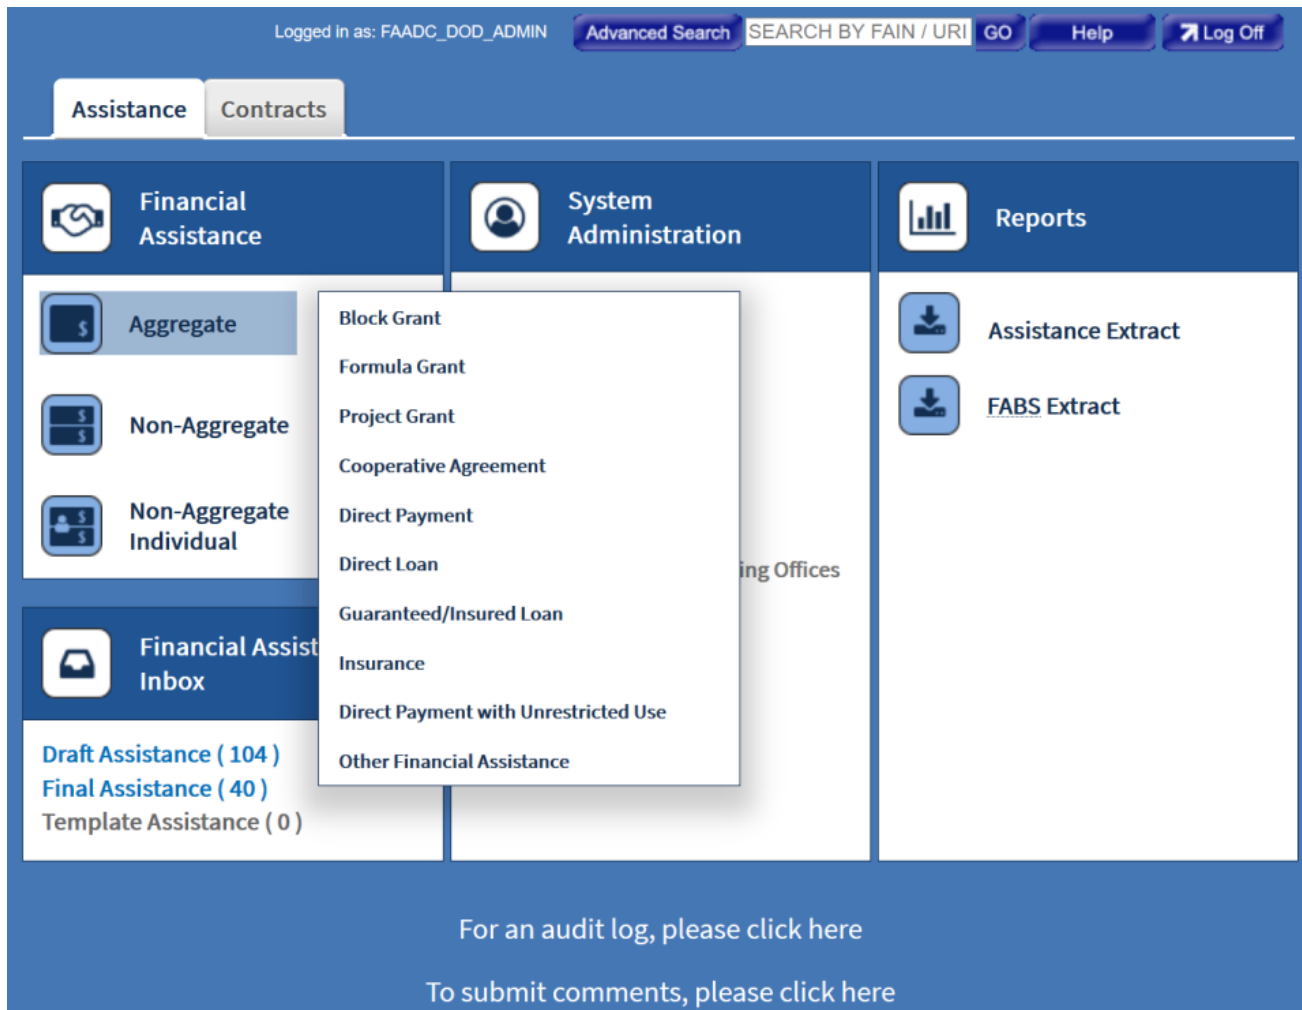 Logged in as: FAADC_DOD_ADMIN
Advanced Search
SEARCH BY FAIN / URI
GO
Help
Log Off
Assistance
Contracts
Financial
Assistance
Aggregate
Non-Aggregate
Non-Aggregate
Individual
Block Grant
Formula Grant
Project Grant
Cooperative Agreement
Direct Payment
Direct Loan
Guaranteed/Insured Loan
Insurance
Direct Payment with Unrestricted Use
Other Financial Assistance
System
Administration
Offices
Reports
Assistance Extract
FABS Extract
Financial
Inbox
Draft Assistance ( 104 )
Final Assistance ( 40 )
Template Assistance ( 0 )
For an audit log, please click here
To submit comments, please click here